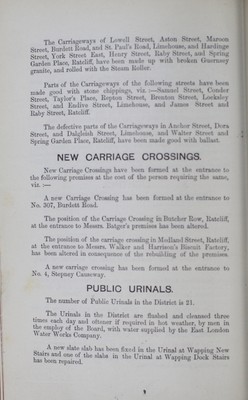 The Carriageways of Lowell Street, Aston Street, Maroon
Street, Burdett Road, and St. Paul's Road, Limehouse, and Hardinge
Street, York Street East, Henry Street, Raby Street, and Spring
Garden Place, Ratcliff, have been made up with broken Guernsey
granite, and rolled with the Steam Roller.
Parts of the Carriageways of the following streets have been
made good with stone chippings, viz. :—Samuel Street, Conder
Street, Taylor's Place, Repton Street, Brenton Street, Locksley
Street, and Endive Street, Limehouse, and James Street and
Raby Street, Ratcliff.
The defective parts of the Carriageways in Anchor Street, Dora
Street, and Dalgleish Street, Limehouse, and Walter Street and
Spring Garden Place, Ratcliff, have been made good with ballast.
NEW CARRIAGE CROSSINGS.
New Carriage Crossings have been formed at the entrance to
the following premises at the cost of the person requiring the same,
viz. :—
A new Carriage Crossing has been formed at the entrance to
No. 307, Burdett Road.
The position of the Carriage Crossing in Butcher Row, Ratcliff,
at the entrance to Messrs. Batger's premises has been altered.
The position of the carriage crossing in Medland Street, Ratcliff,
at the entrance to Messrs. Walker and Harrison's Biscuit Factory,
has been altered in consequence of the rebuilding of the premises.
A new carriage crossing has been formed at the entrance to
No. 4, Stepney Causeway.
PUBLIC URINALS.
The number of Public Urinals in the District is 21.
The Urinals in the District are flushed and cleansed three
times each day and oftener if required in hot weather, by men in
the employ of the Board, with water supplied by the East London
Water Works Company.
A new slate slab has been fixed in the Urinal at Wapping New
Stairs and one of the slabs in the Urinal at Wapping Dock Stairs
has been repaired.